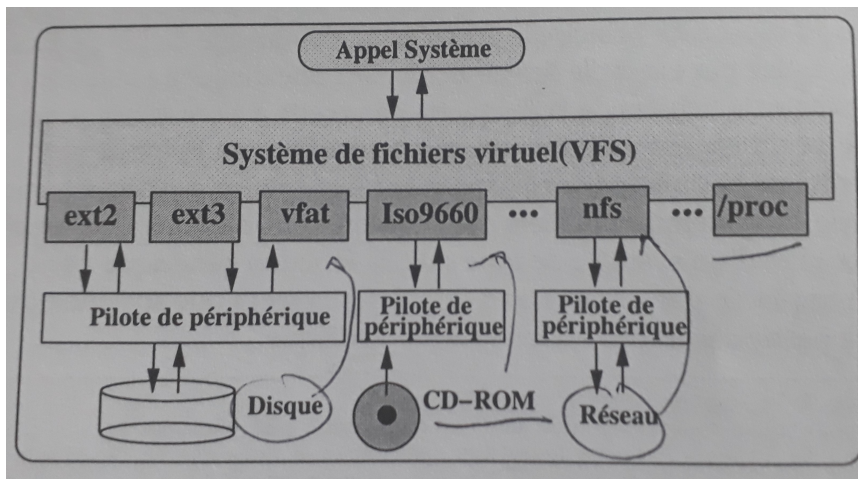 Appel Système
Système de fichiers virtuel(VFS)
ext2 ext3 vfat Iso9660 ... nfs ... /proc
Pilote de périphérique
Pilote de
périphérique
Pilote de
périphérique
Disque
CD-ROM
Réseau